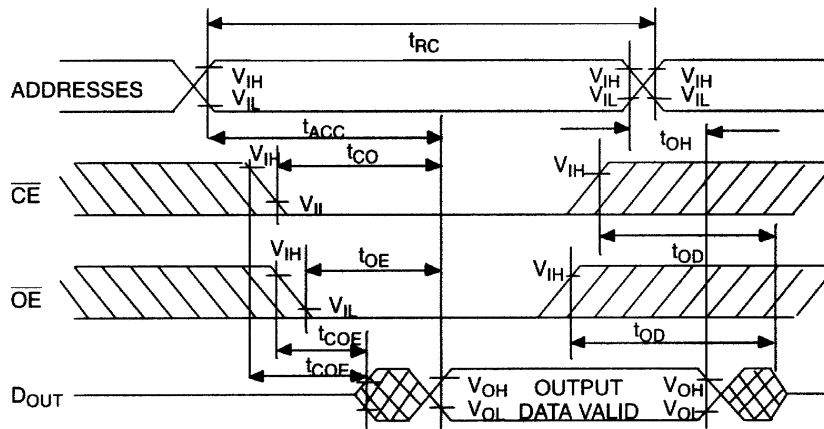 tRC
VIH VIH VIH
ADDRESSES
VIL VIL VIL
tACC
tOH
tCO
VIH
VIH
CE
VIL
tOD
tOE
VIH
VIH
OE
VIL
tCOE
tOD
tCOE
VOH OUTPUT VOH
DOUT
VOL DATA VALID VOL